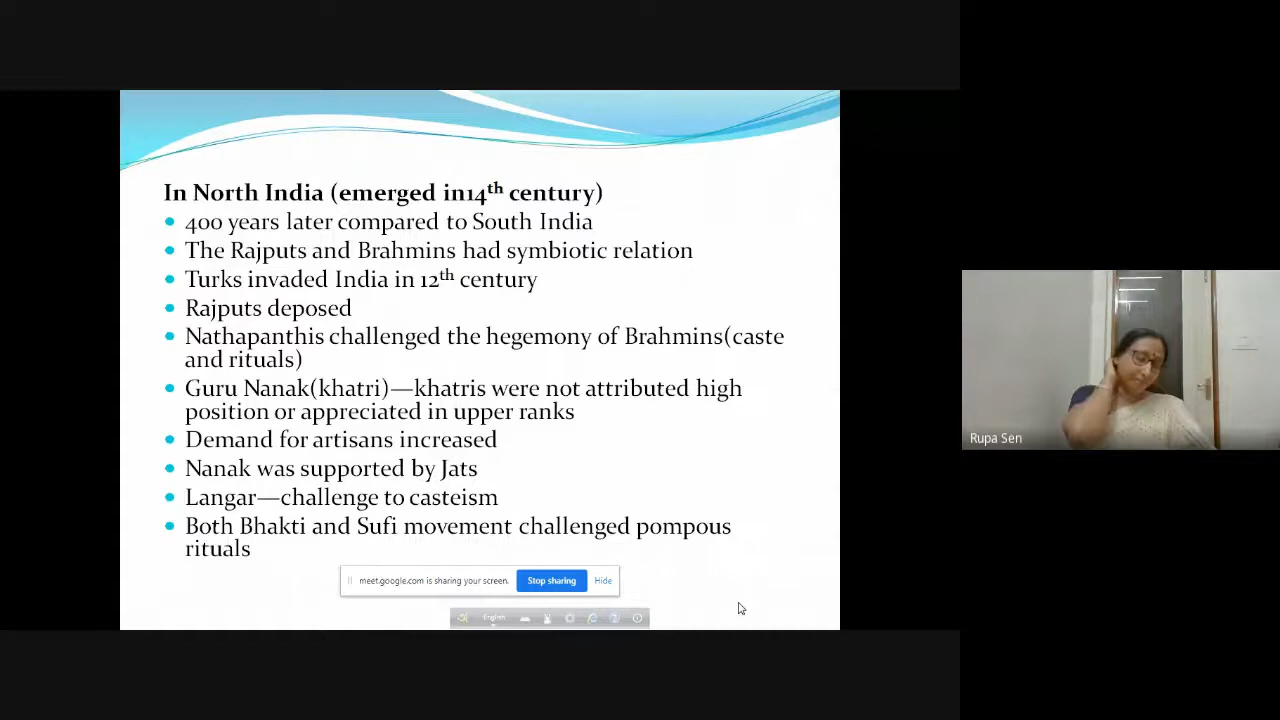 In North India (emerged in14th century)
400 years later compared to South India
The Rajputs and Brahmins had symbiotic relation
Turks invaded India in 12th century
Rajputs deposed
Nathapanthis challenged the hegemony of Brahmins(caste
and rituals)
Guru Nanak(khatri)—khatris were not attributed high
position or appreciated in upper ranks
Demand for artisans increased
Nanak was supported by Jats
Langar—challenge to casteism
Both Bhakti and Sufi movement challenged pompous
rituals
meet.google.com is sharing your screen. Stop sharing Hide
English
Rupa Sen